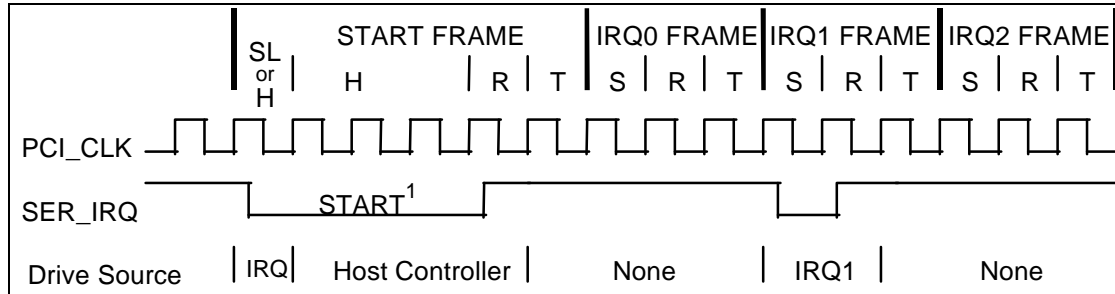 START FRAME IRQ0 FRAME IRQ1 FRAME IRQ2 FRAME
SL
or
H
H R T S R T S R T S R T
PCI_CLK
SER_IRQ START1
Drive Source IRQ Host Controller None IRQ1 None